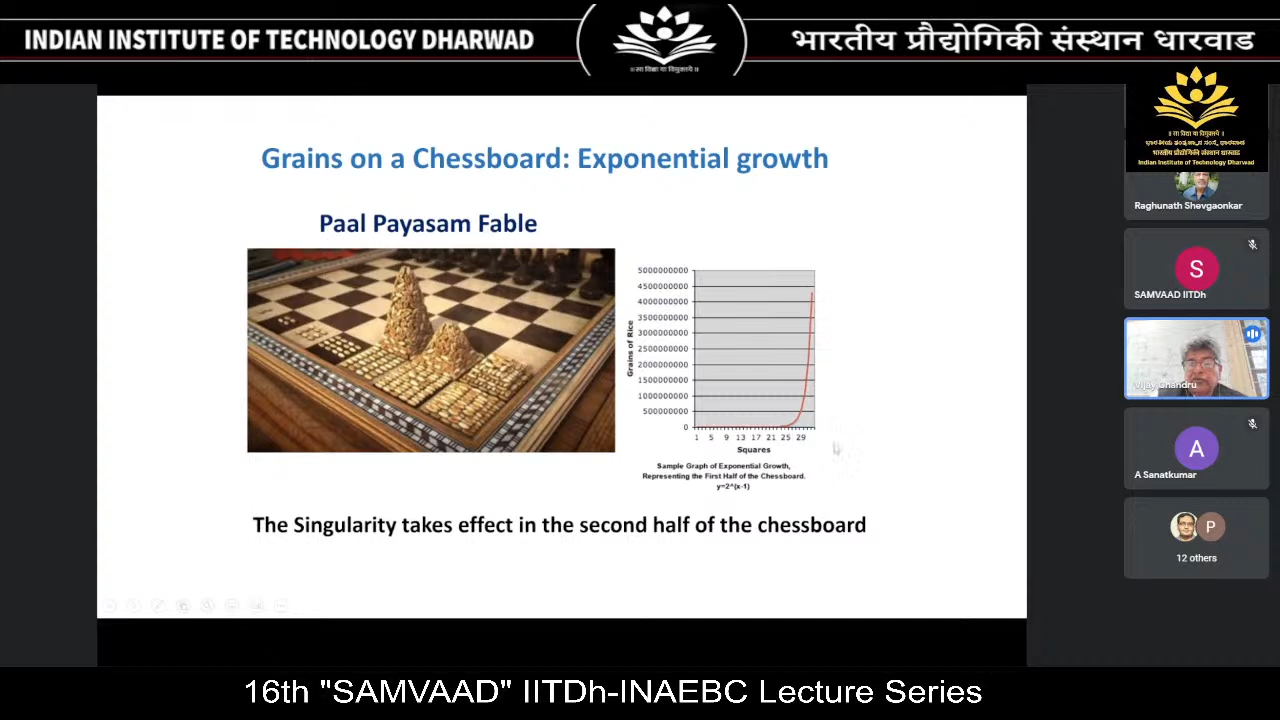 INDIAN INSTITUTE OF TECHNOLOGY DHARWAD
भारतीय प्रौद्योगिकी संस्थान धारवाड
॥ सा विद्या या विमुक्तये ॥
॥ सा विद्या या विमुक्तये ॥
भारतीय प्रौद्योगिकी संस्थान धारवाड
Indian Institute of Technology Dharwad
Grains on a Chessboard: Exponential growth
Paal Payasam Fable
Grains of Rice
5000000000
4500000000
4000000000
3500000000
3000000000
2500000000
2000000000
1500000000
1000000000
500000000
0
1 5 9 13 17 21 25 29
Squares
Sample Graph of Exponential Growth,
Representing the First Half of the Chessboard.
y=2^(x-1)
The Singularity takes effect in the second half of the chessboard
Raghunath Shevgaonkar
S
SAMVAAD IITDh
Vijay Chandru
A
A Sanatkumar
P
12 others
16th "SAMVAAD" IITDh-INAEBC Lecture Series